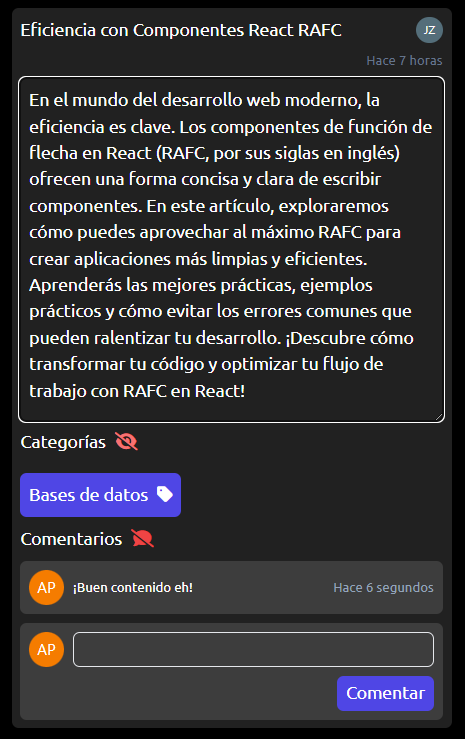 Eficiencia con Componentes React RAFC
JZ
Hace 7 horas
En el mundo del desarrollo web moderno, la
eficiencia es clave. Los componentes de función de
flecha en React (RAFC, por sus siglas en inglés)
ofrecen una forma concisa y clara de escribir
componentes. En este artículo, exploraremos
cómo puedes aprovechar al máximo RAFC para
crear aplicaciones más limpias y eficientes.
Aprenderás las mejores prácticas, ejemplos
prácticos y cómo evitar los errores comunes que
pueden ralentizar tu desarrollo. ¡Descubre cómo
transformar tu código y optimizar tu flujo de
trabajo con RAFC en React!
Categorías
Bases de datos
Comentarios
AP ¡Buen contenido eh! Hace 6 segundos
AP
Comentar